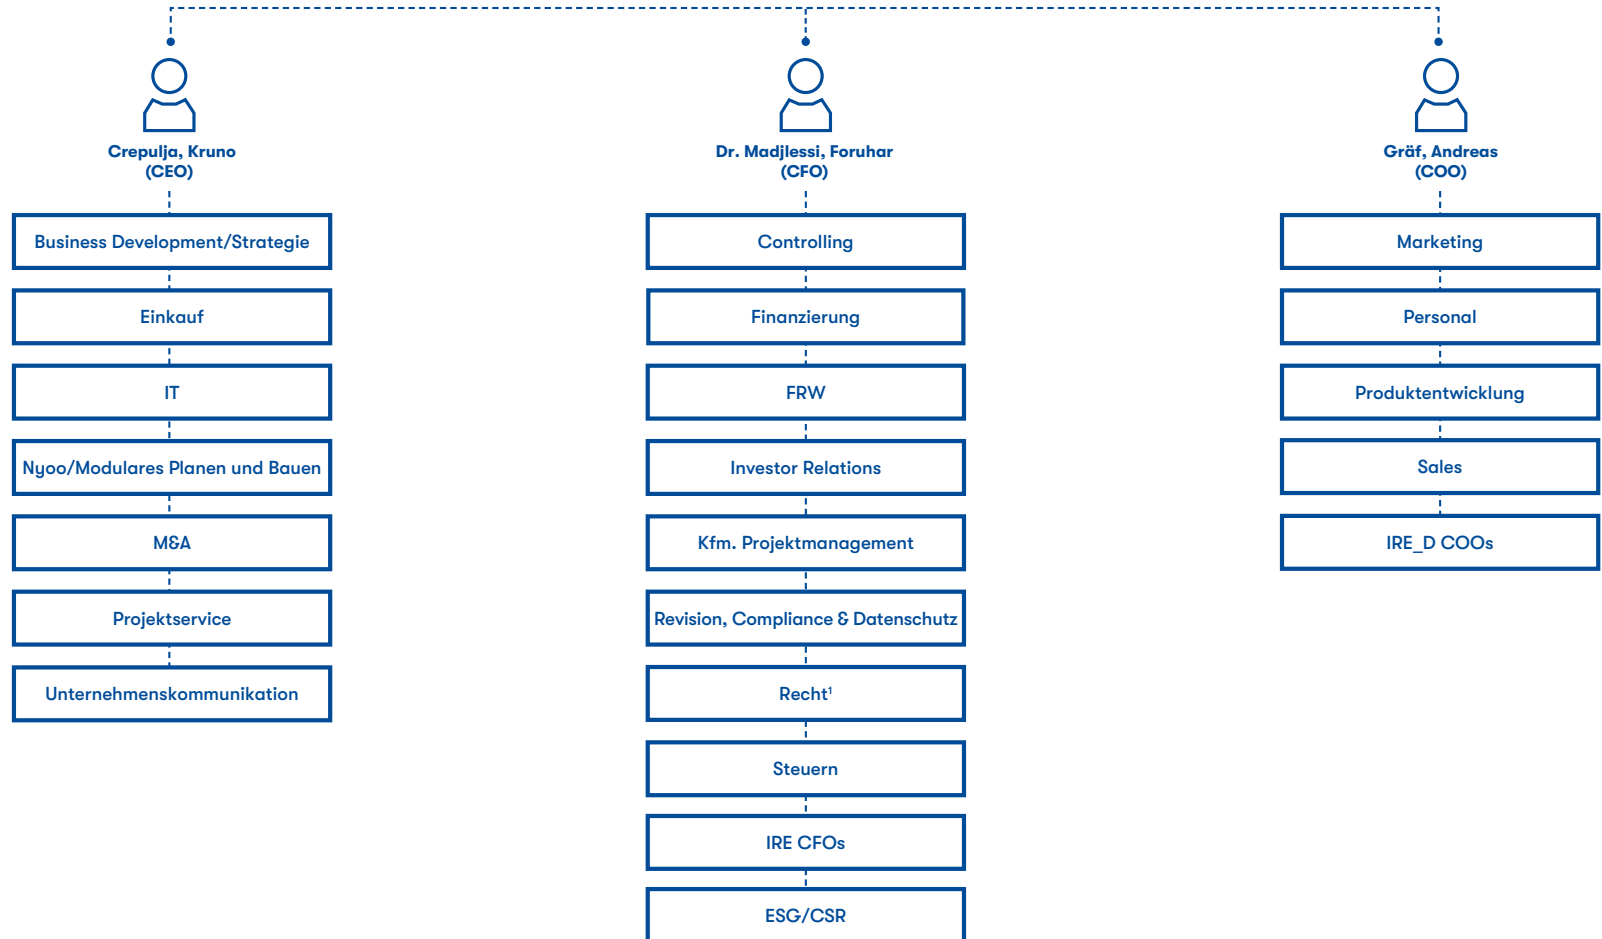 Crepulja, Kruno
(CEO)
Business Development/Strategie
Einkauf
IT
Nyoo/Modulares Planen und Bauen
M&A
Projektservice
Unternehmenskommunikation
Dr. Madjlessi, Foruhar
(CFO)
Controlling
Finanzierung
FRW
Investor Relations
Kfm. Projektmanagement
Revision, Compliance & Datenschutz
Recht¹
Steuern
IRE CFOs
ESG/CSR
Gräf, Andreas
(COO)
Marketing
Personal
Produktentwicklung
Sales
IRE_D COOs